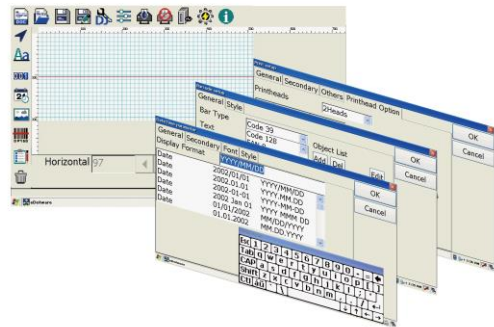 Horizontal 97
General Secondary Others Printhead Option
Printheads
2Heads
OK
Cancel
General Style
Bar Type
Code 39
Code 128
Text
Object List
Add Del
Edit
OK
Cancel
General Secondary Font Style
Display Format
YYYY/MM/DD
Date 2002/01/01 YYYY/MM/DD
Date 2002.01.01 YYYY.MM.DD
Date 2002-01-01 YYYY-MM-DD
Date 2002 Jan 01 YYYY MMM DD
Date 01/01/2002 MM/DD/YYYY
Date 01.01.2002 MM.DD.YYYY
OK
Cancel
Esc 1 2 3 4 5 6 7 8 9 0 - =
Tab q w e r t y u i o p [ ]
CAP a s d f g h j k l ; '
Shift z x c v b n m , . /
Ctl áü ` \